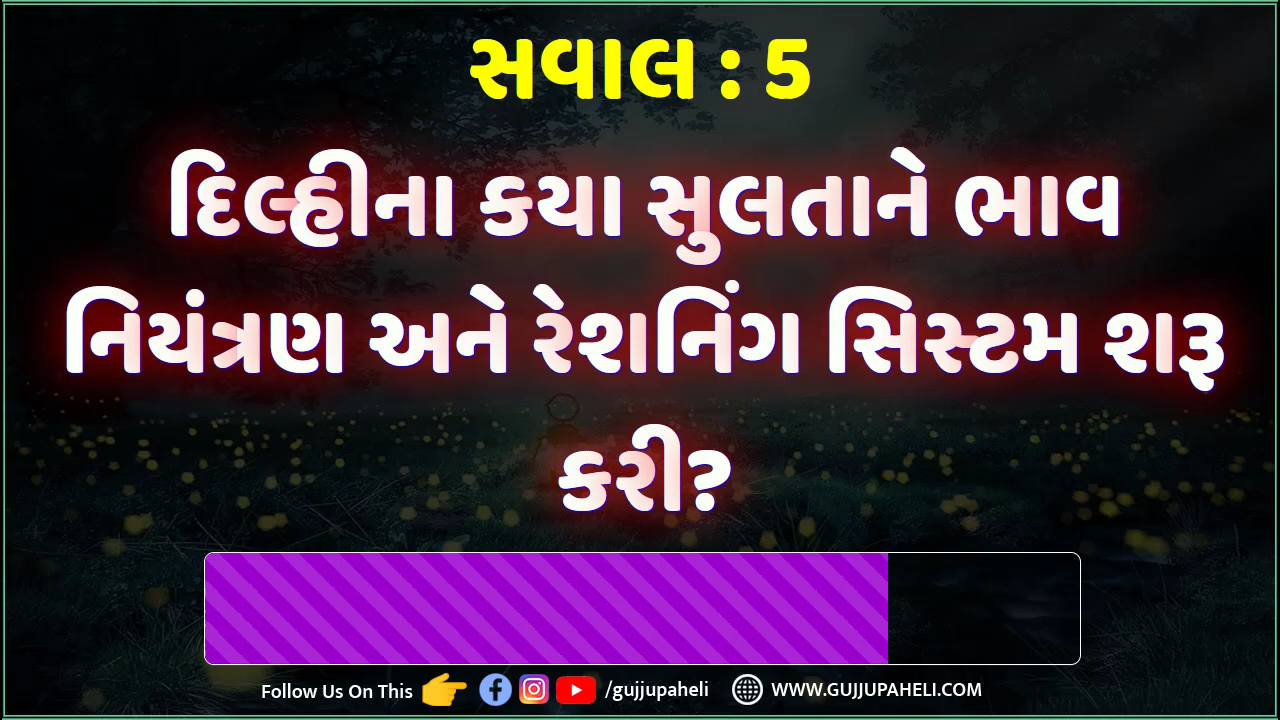 સવાલ : 5
દિલ્હીના કયા સુલતાને ભાવ
નિયંત્રણ અને રેશનિંગ સિસ્ટમ શરૂ
કરી?
Follow Us On This /gujjupaheli WWW.GUJJUPAHELI.COM